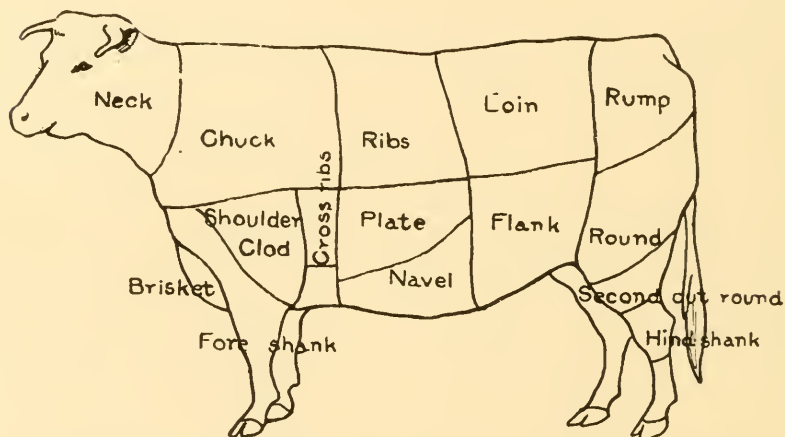 Neck
Chuck
Cross ribs
Ribs
Loin
Rump
Shoulder
Clod
Plate
Flank
Round
Brisket
Navel
Second cut round
Fore shank
Hind shank